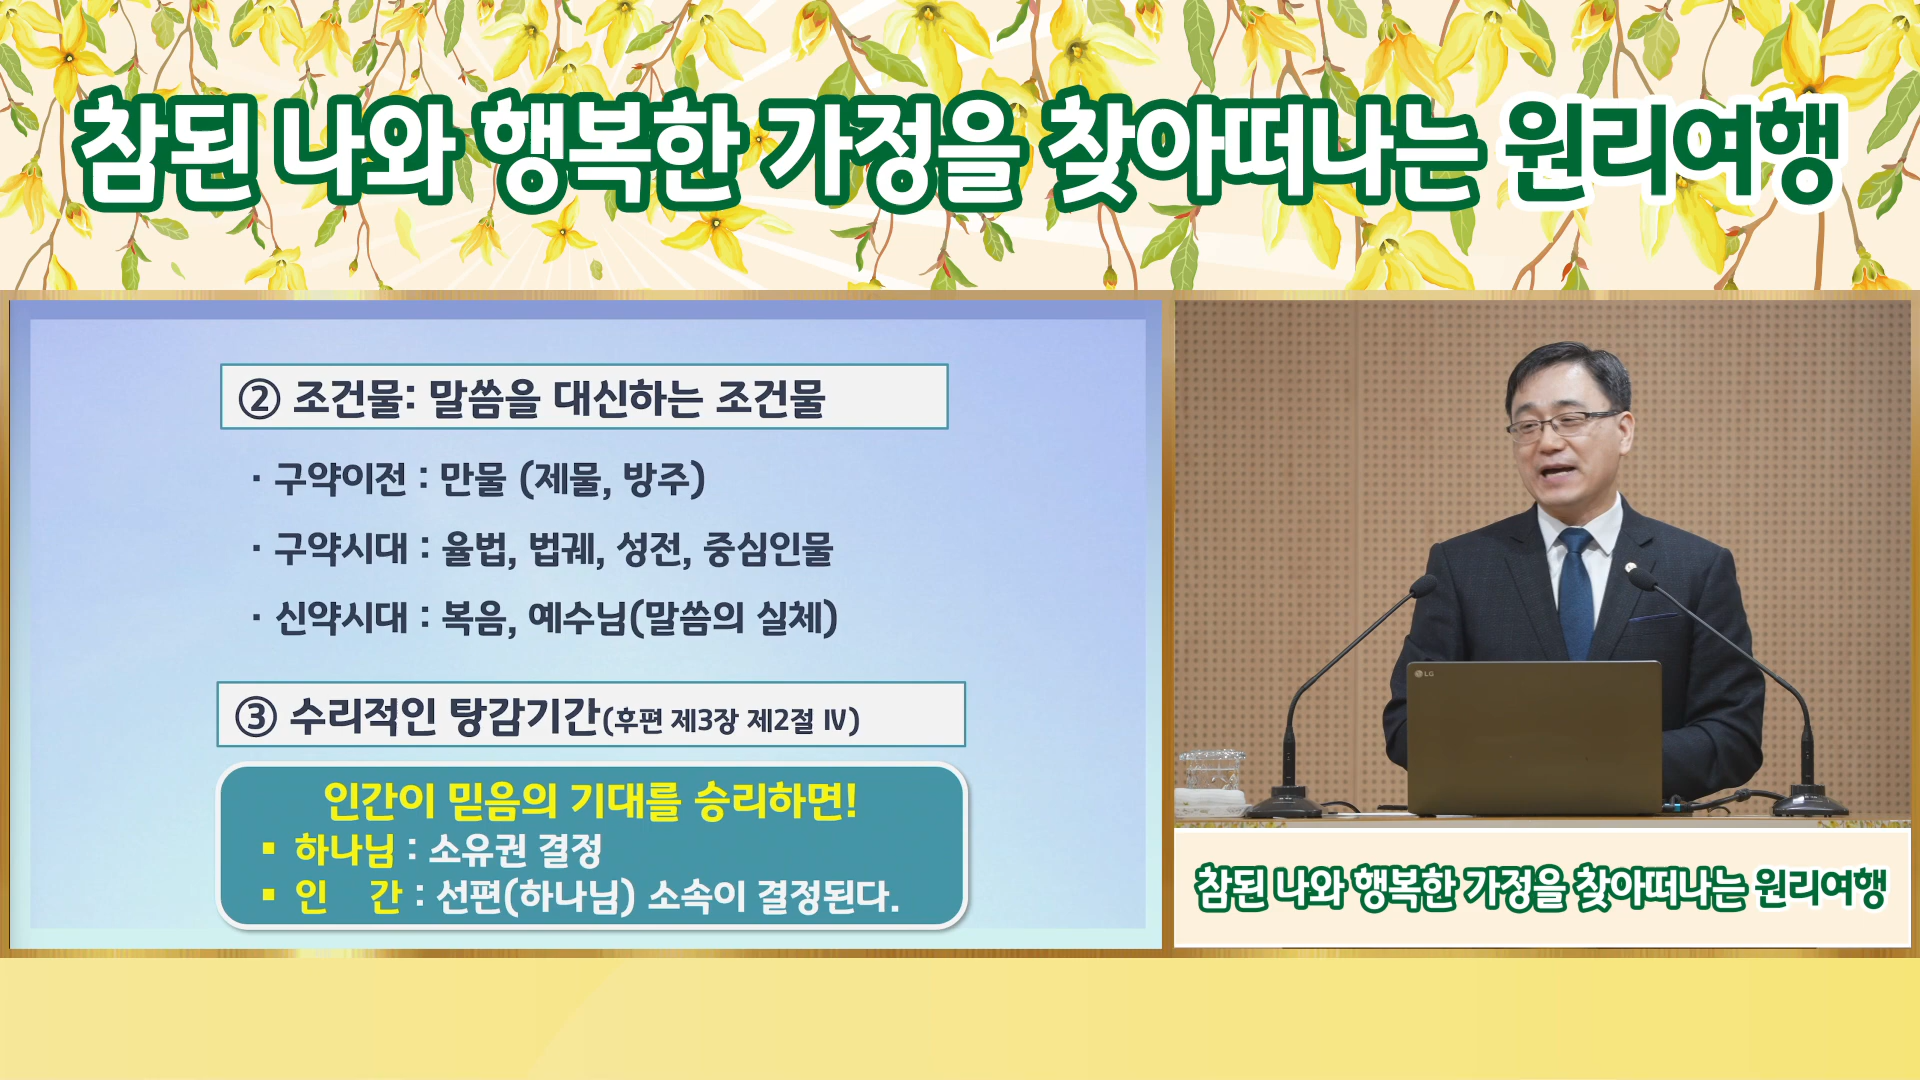 참된 나와 행복한 가정을 찾아떠나는 원리여행
② 조건물: 말씀을 대신하는 조건물
· 구약이전 : 만물 (제물, 방주)
· 구약시대 : 율법, 법궤, 성전, 중심인물
· 신약시대 : 복음, 예수님(말씀의 실체)
③ 수리적인 탕감기간(후편 제3장 제2절 Ⅳ)
인간이 믿음의 기대를 승리하면!
▪ 하나님 : 소유권 결정
▪ 인 간 : 선편(하나님) 소속이 결정된다.
LG
참된 나와 행복한 가정을 찾아떠나는 원리여행